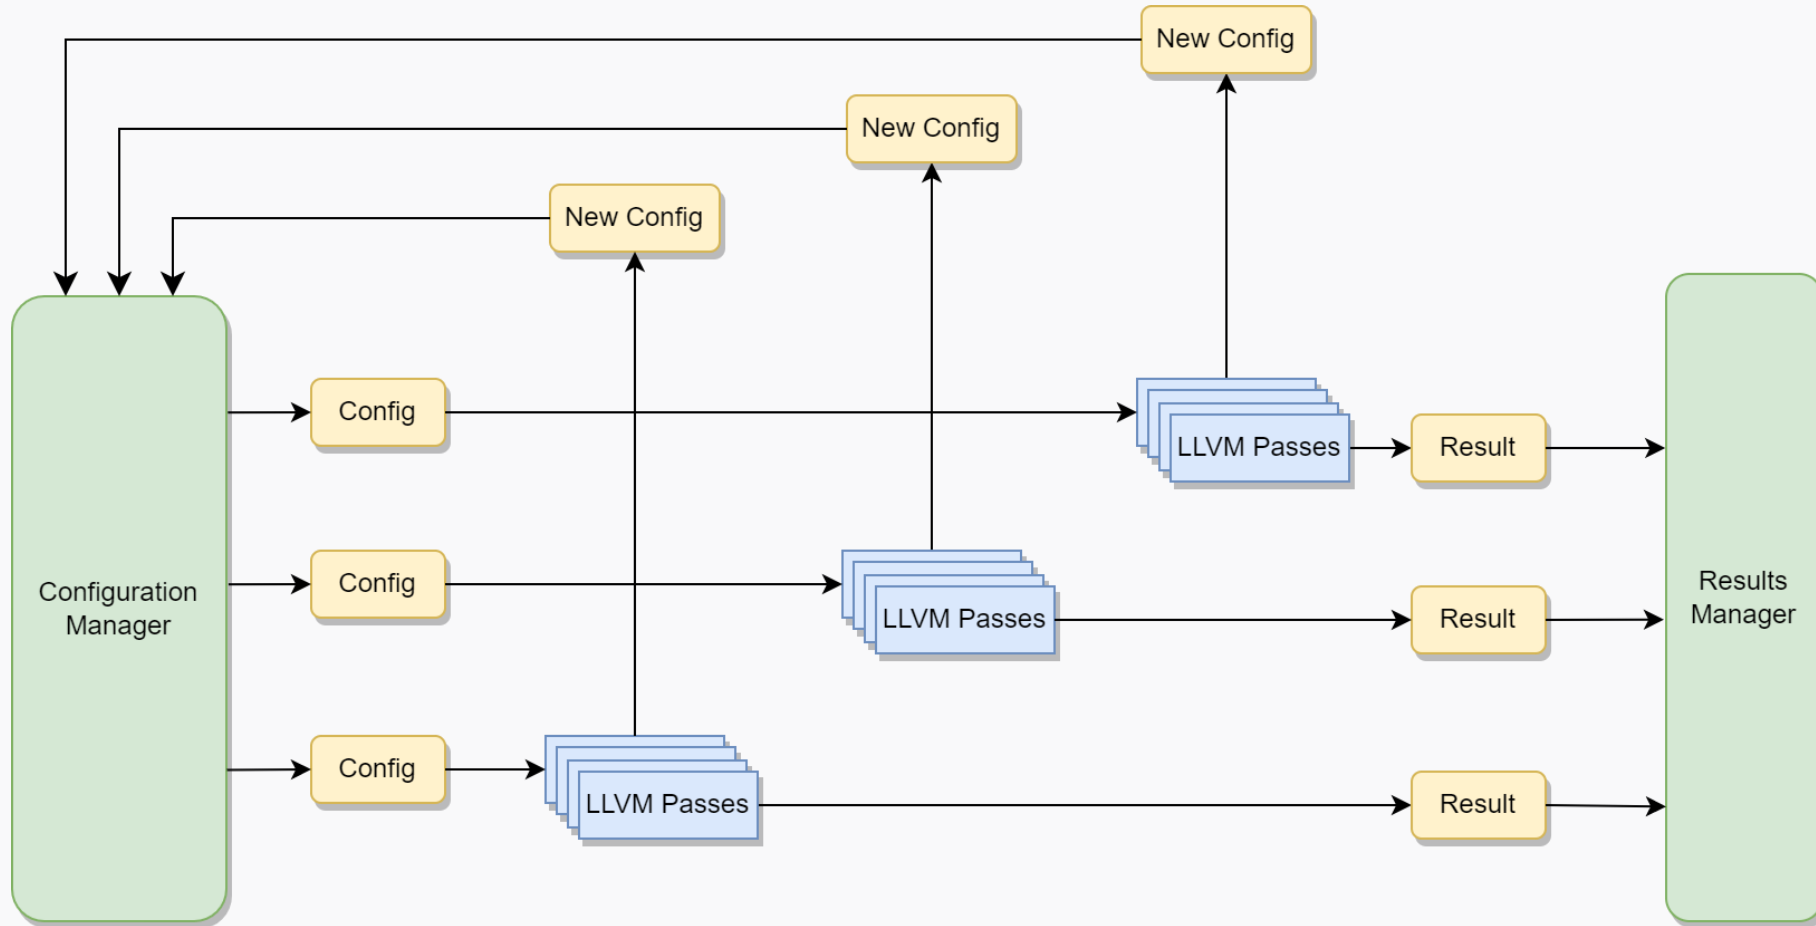 New Config
New Config
New Config
Config
LLVM Passes
Result
Configuration
Manager
Config
LLVM Passes
Result
Results
Manager
Config
LLVM Passes
Result